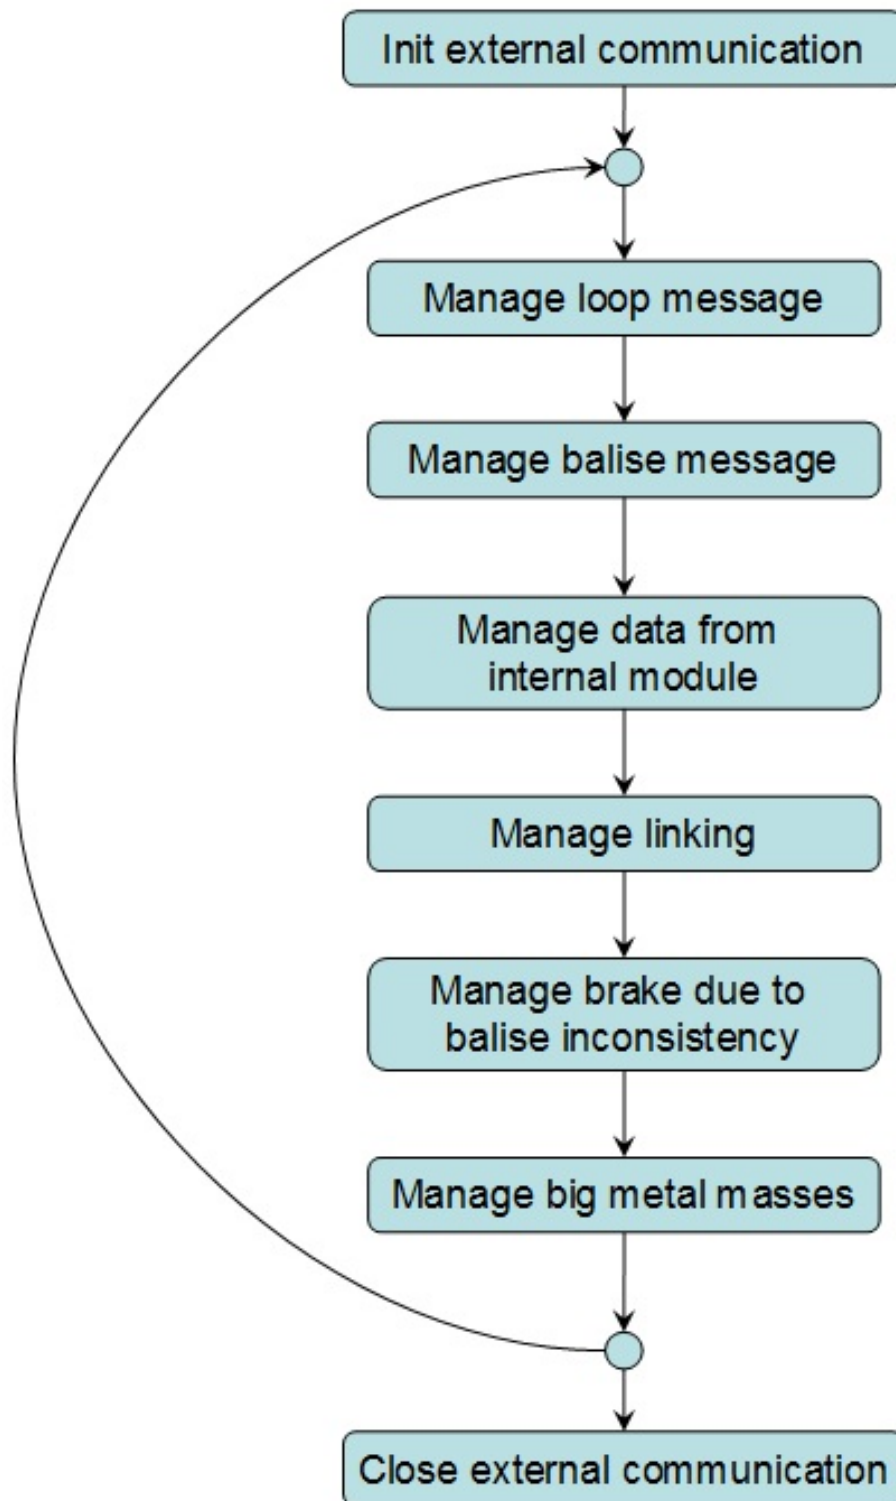 Init external communication
Manage loop message
Manage balise message
Manage data from
internal module
Manage linking
Manage brake due to
balise inconsistency
Manage big metal masses
Close external communication